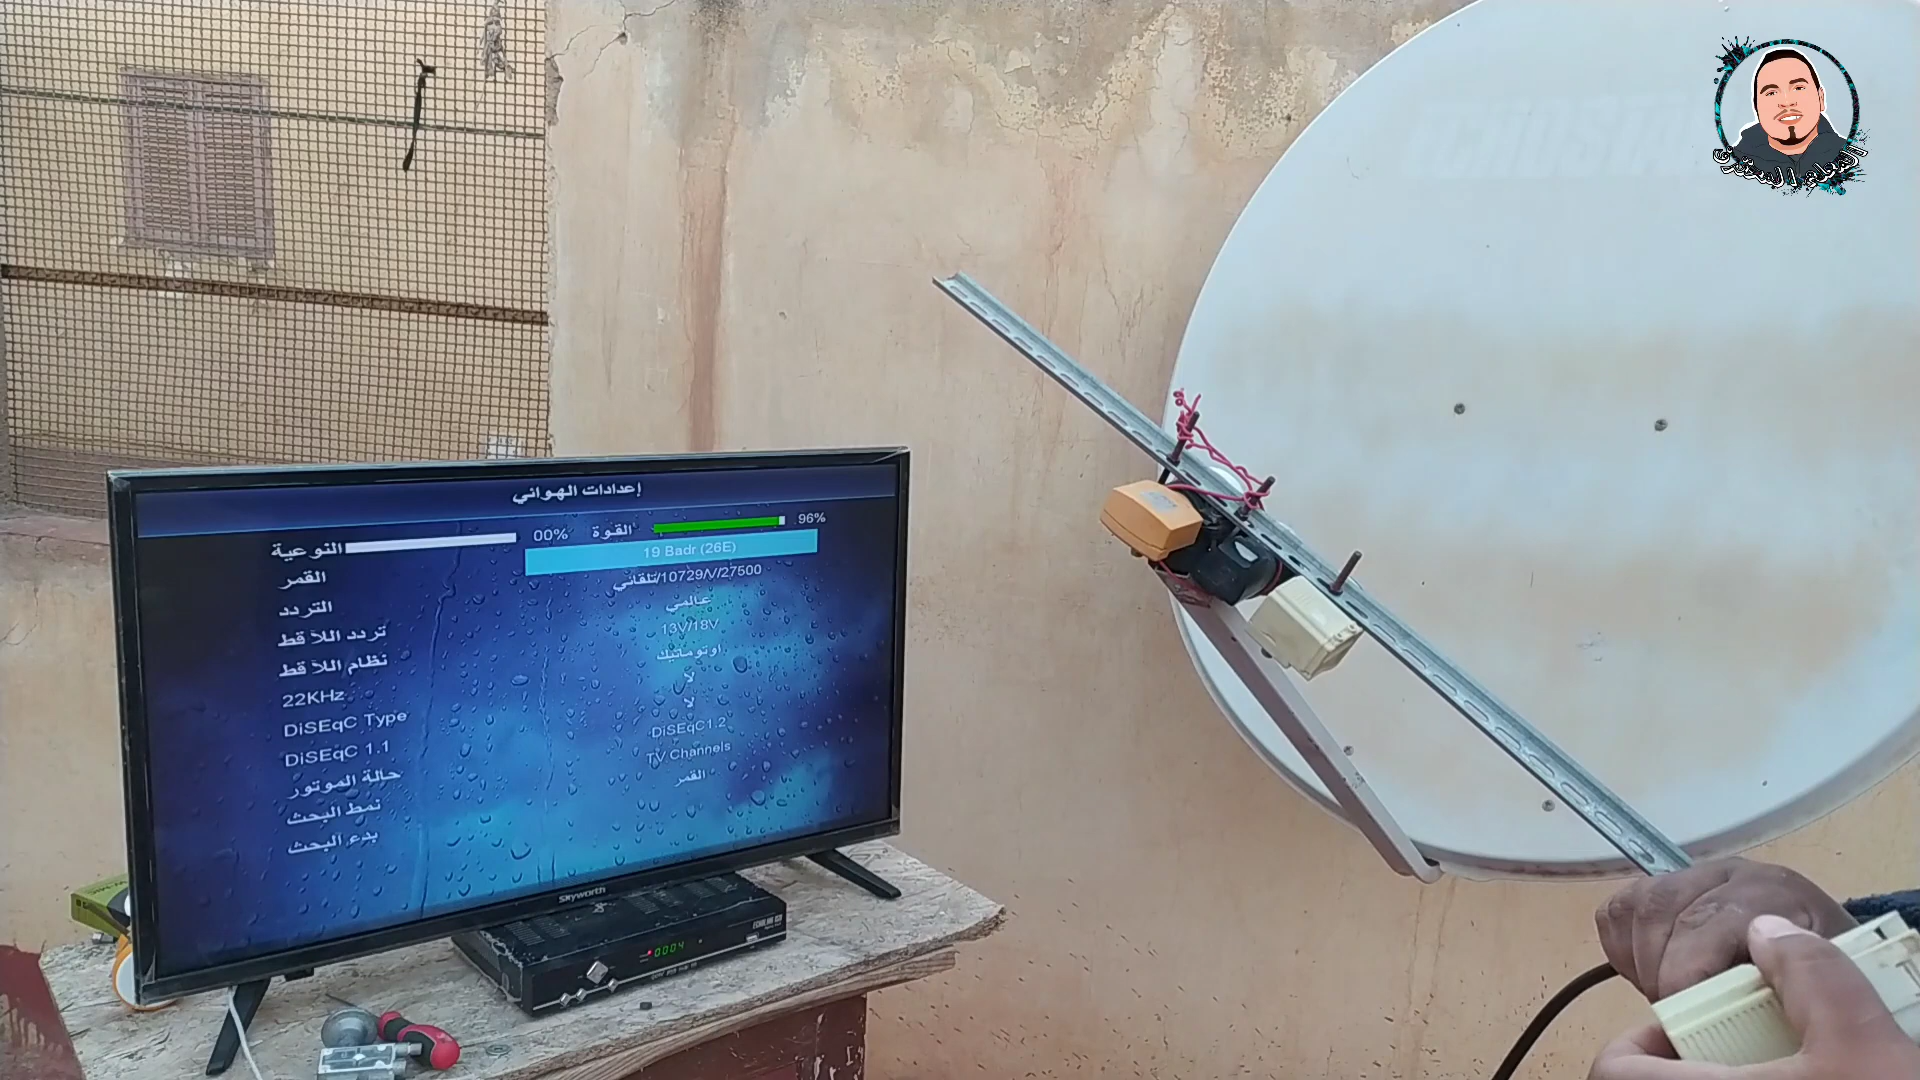 إعدادات الهوائي
النوعية 00% القوة 96%
القمر 19 Badr (26E)
التردد تلقائي/10729/V/27500
تردد اللاقط عالمي
نظام اللاقط 13V/18V
22KHz اوتوماتيك
DiSEqC Type لا
DiSEqC 1.1 لا
حالة الموتور DiSEqC1.2
نمط البحث TV Channels
بدء البحث القمر
Skyworth
0004
المعلم السمتقني